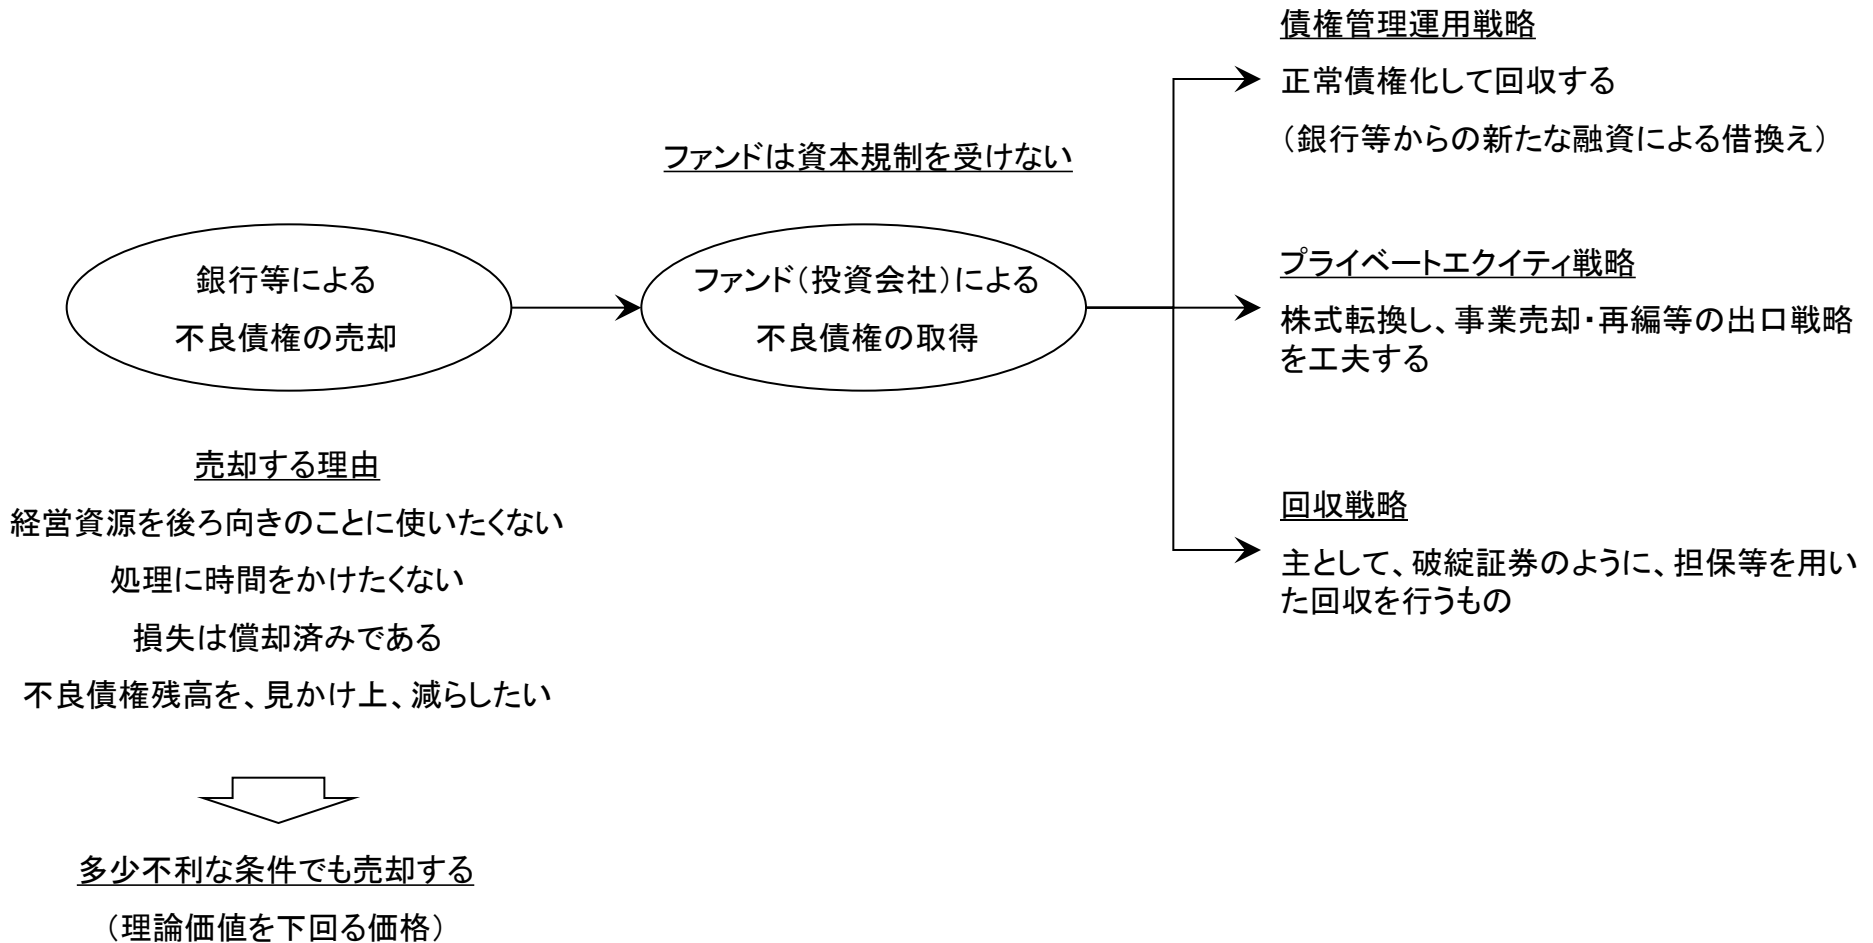 ファンドは資本規制を受けない
銀行等による
不良債権の売却
ファンド（投資会社）による
不良債権の取得
売却する理由
経営資源を後ろ向きのことに使いたくない
処理に時間をかけたくない
損失は償却済みである
不良債権残高を、見かけ上、減らしたい
多少不利な条件でも売却する
（理論価値を下回る価格）
債権管理運用戦略
正常債権化して回収する
（銀行等からの新たな融資による借換え）
プライベートエクイティ戦略
株式転換し、事業売却・再編等の出口戦略
を工夫する
回収戦略
主として、破綻証券のように、担保等を用い
た回収を行うもの